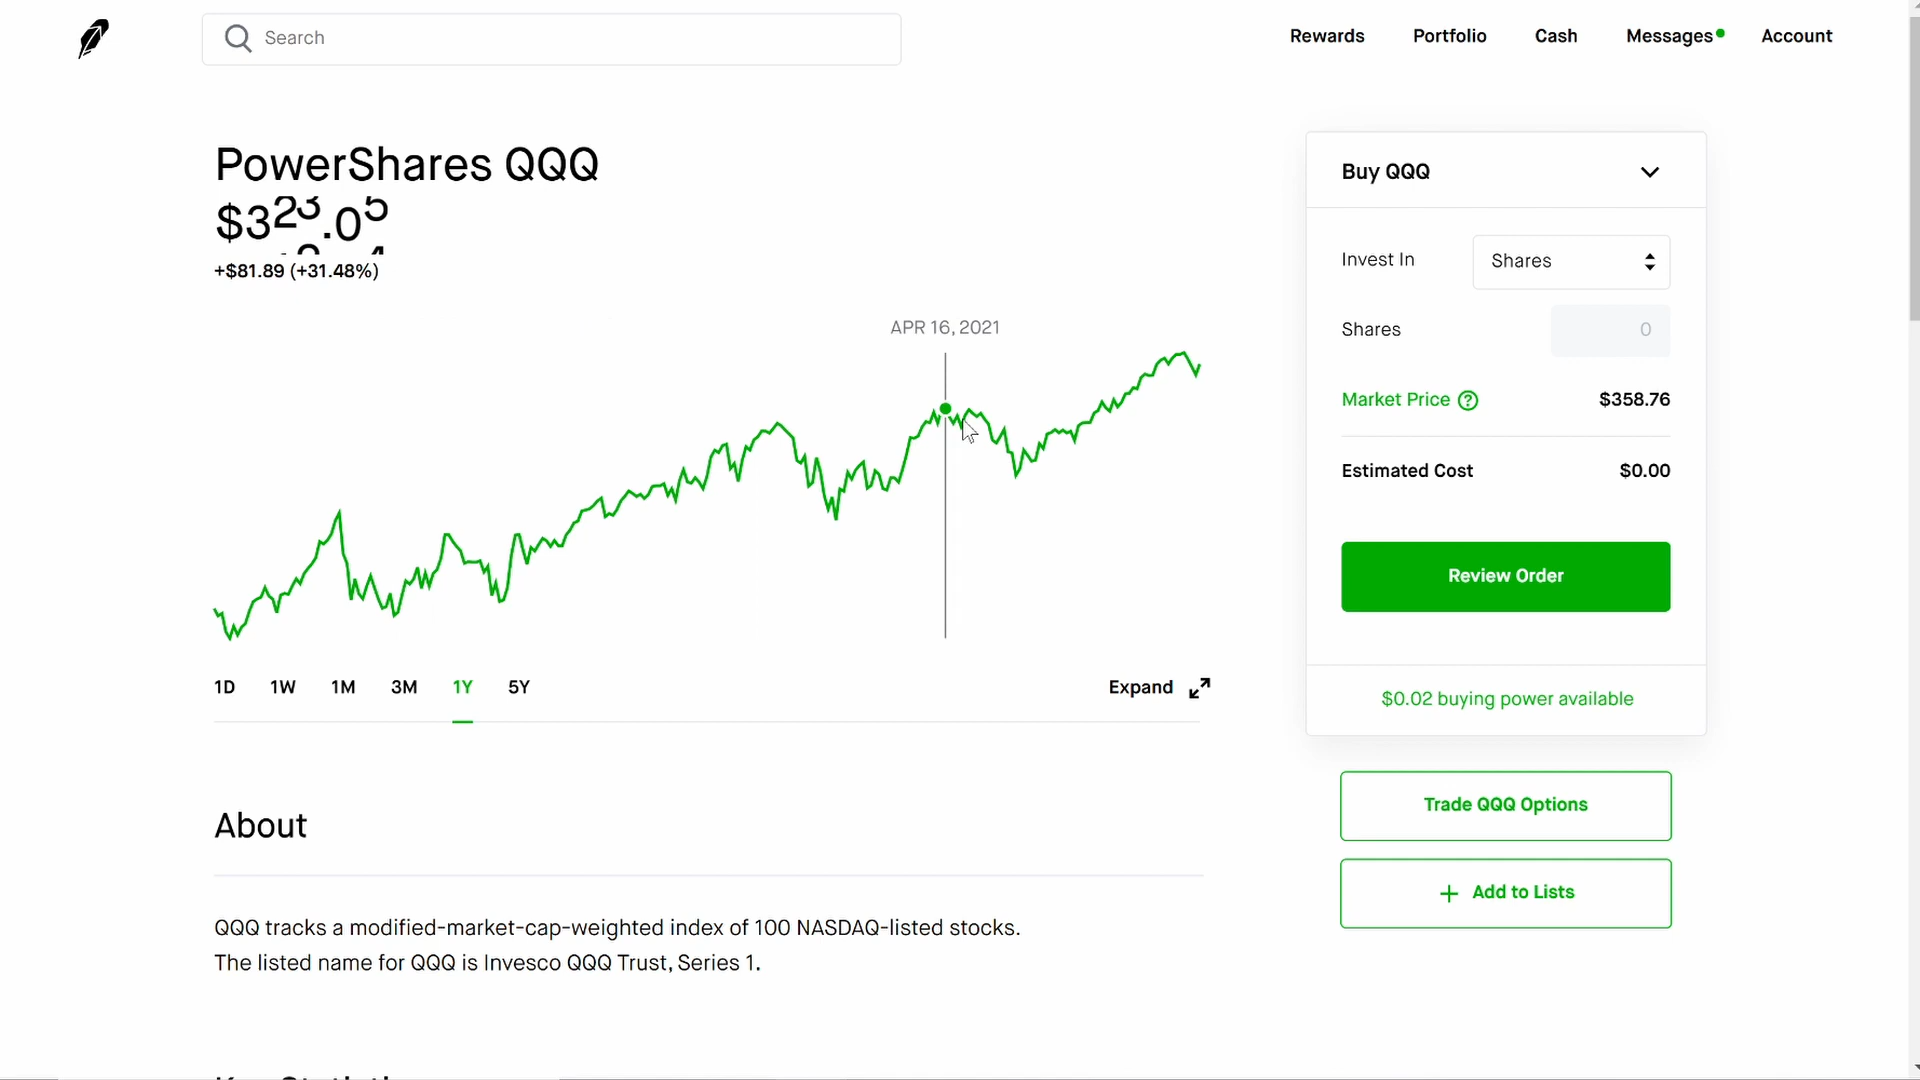 Search
Rewards
Portfolio
Cash
Messages
Account
PowerShares QQQ
+$81.89 (+31.48%)
APR 16, 2021
1D
1W
1M
3M
1Y
5Y
Expand
About
QQQ tracks a modified-market-cap-weighted index of 100 NASDAQ-listed stocks.
The listed name for QQQ is Invesco QQQ Trust, Series 1.
Buy QQQ
Invest In
Shares
Shares
0
Market Price ?
$358.76
Estimated Cost
$0.00
Review Order
$0.02 buying power available
Trade QQQ Options
+ Add to Lists